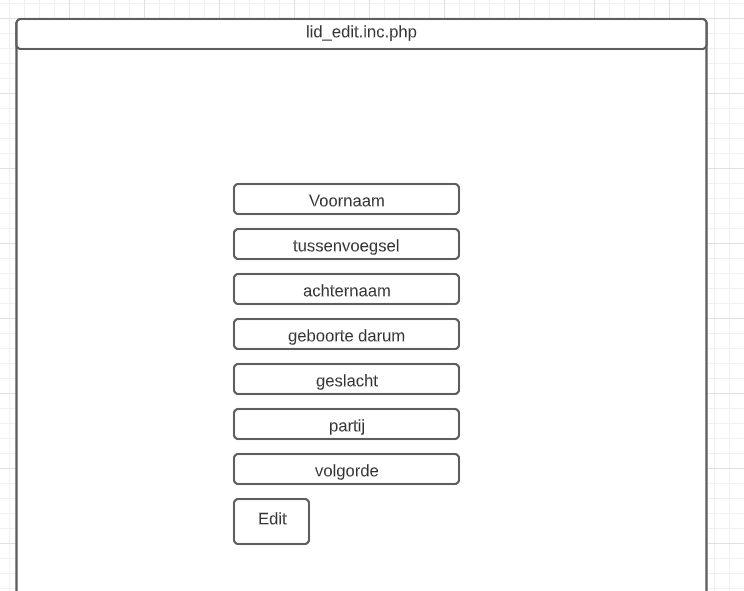 lid_edit.inc.php
Voornaam
tussenvoegsel
achternaam
geboorte darum
geslacht
partij
volgorde
Edit